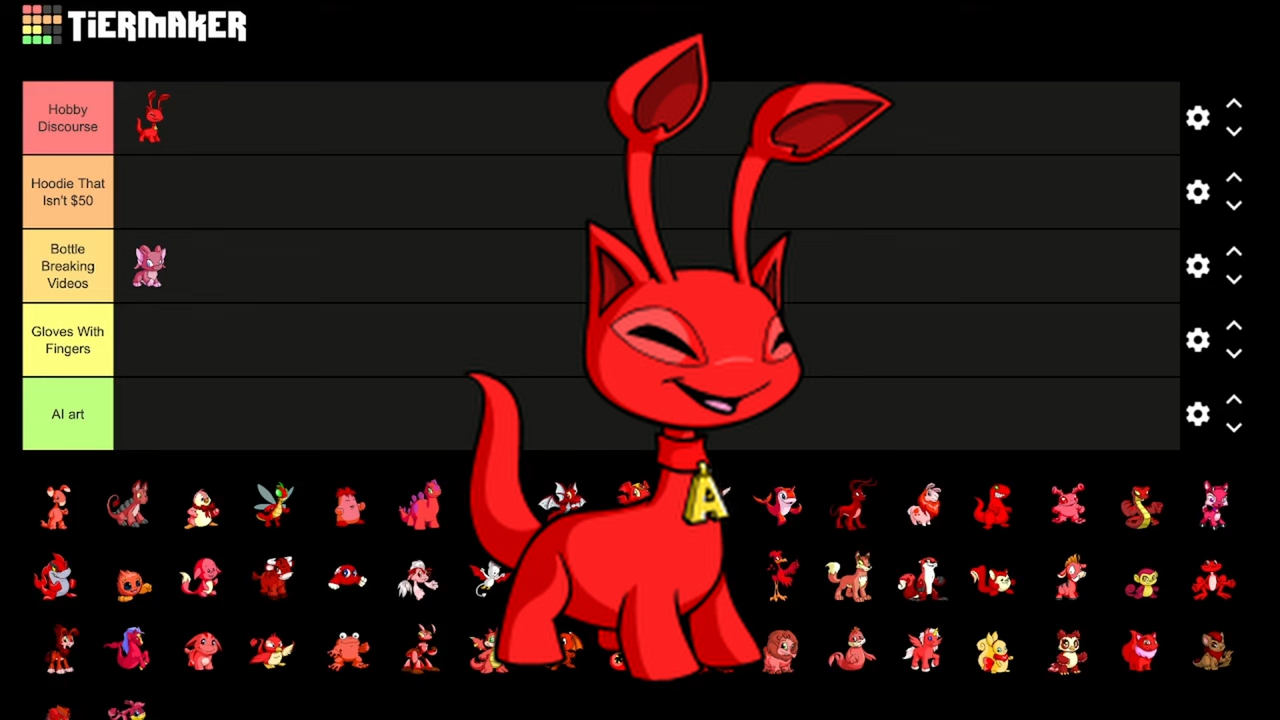 TiERMAKER
Hobby
Discourse
Hoodie That
Isn't $50
Bottle
Breaking
Videos
Gloves With
Fingers
AI art
A